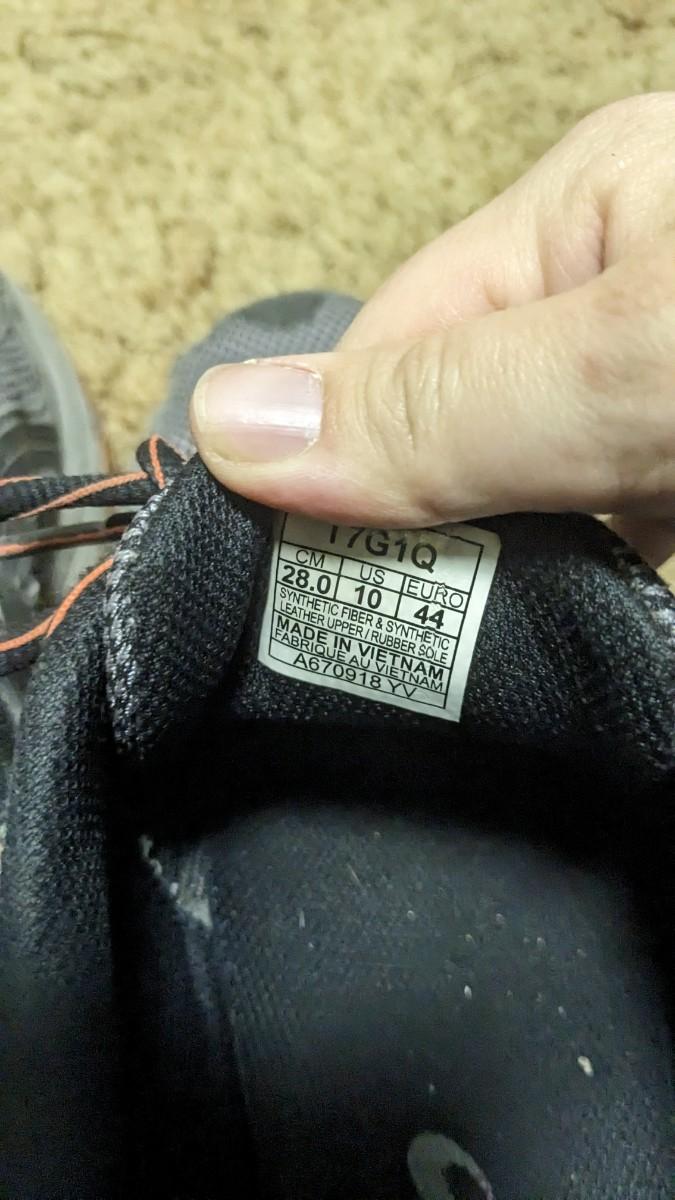 T7G1Q
CM US EURO
28.0 10 44
SYNTHETIC FIBER & SYNTHETIC
LEATHER UPPER / RUBBER SOLE
MADE IN VIETNAM
FABRIQUE AU VIETNAM
A670918 YV